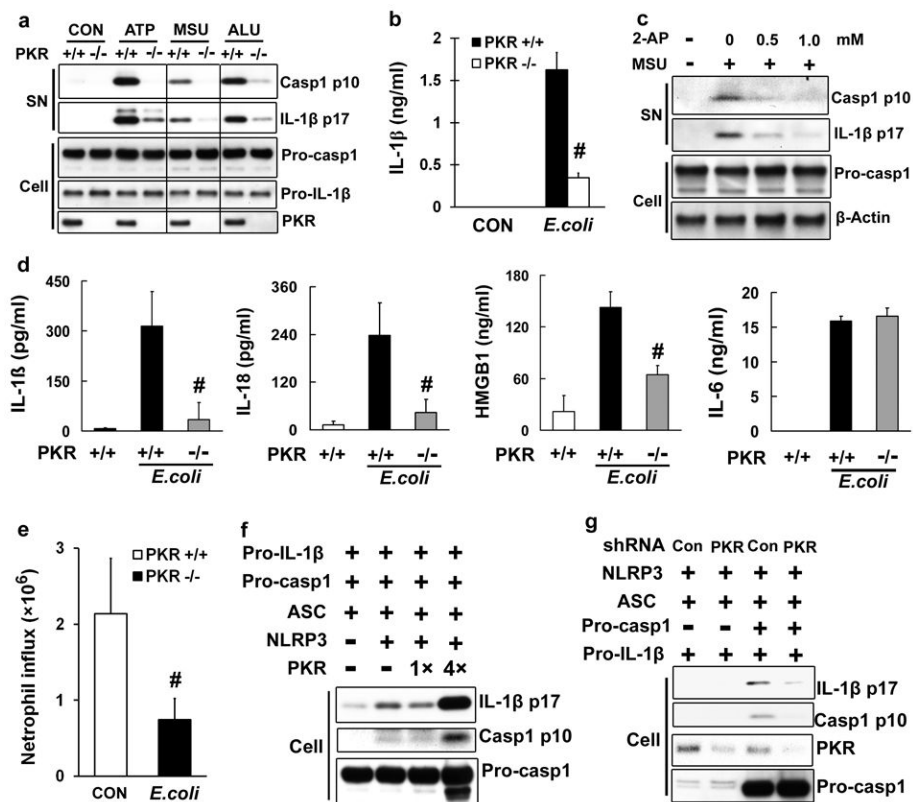 a
CON ATP MSU ALU
PKR +/+ -/- +/+ -/- +/+ -/- +/+ -/-
SN
Casp1 p10
IL-1β p17
Cell
Pro-casp1
Pro-IL-1β
PKR
b
IL-1β (ng/ml)
2
1.5
1
0.5
0
PKR +/+
PKR -/-
#
CON E.coli
c
2-AP - 0 0.5 1.0 mM
MSU - + + +
SN
Casp1 p10
IL-1β p17
Cell
Pro-casp1
β-Actin
d
IL-1ß (pg/ml)
450
300
150
0
#
PKR +/+ +/+ -/-
E.coli
IL-18 (pg/ml)
360
240
120
0
#
PKR +/+ +/+ -/-
E.coli
HMGB1 (ng/ml)
180
120
60
0
#
PKR +/+ +/+ -/-
E.coli
IL-6 (ng/ml)
20
15
10
5
0
PKR +/+ +/+ -/-
E.coli
e
Netrophil influx (×10⁶)
3
2
1
0
PKR +/+
PKR -/-
#
CON E.coli
f
Pro-IL-1β + + + +
Pro-casp1 + + + +
ASC + + + +
NLRP3 - + + +
PKR - - 1× 4×
Cell
IL-1β p17
Casp1 p10
Pro-casp1
g
shRNA Con PKR Con PKR
NLRP3 + + + +
ASC + + + +
Pro-casp1 - - + +
Pro-IL-1β + + + +
Cell
IL-1β p17
Casp1 p10
PKR
Pro-casp1